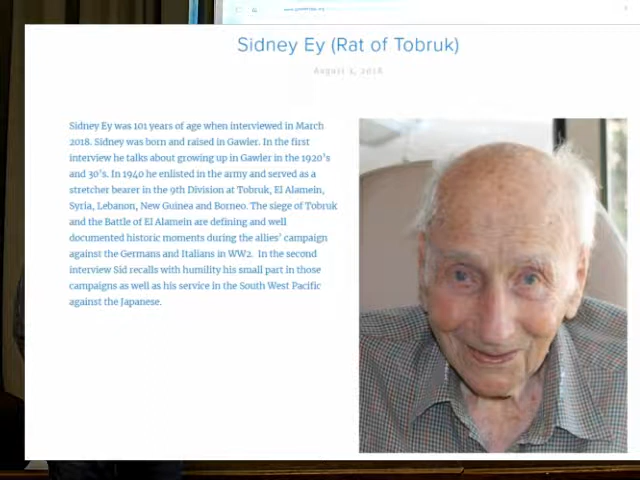 Sidney Ey (Rat of Tobruk)
August 2, 2018
Sidney Ey was 101 years of age when interviewed in March
2018. Sidney was born and raised in Gawler. In the first
interview he talks about growing up in Gawler in the 1920's
and 30's. In 1940 he enlisted in the army and served as a
stretcher bearer in the 9th Division at Tobruk, El Alamein,
Syria, Lebanon, New Guinea and Borneo. The siege of Tobruk
and the Battle of El Alamein are defining and well
documented historic moments during the allies' campaign
against the Germans and Italians in WW2. In the second
interview Sid recalls with humility his small part in those
campaigns as well as his service in the South West Pacific
against the Japanese.